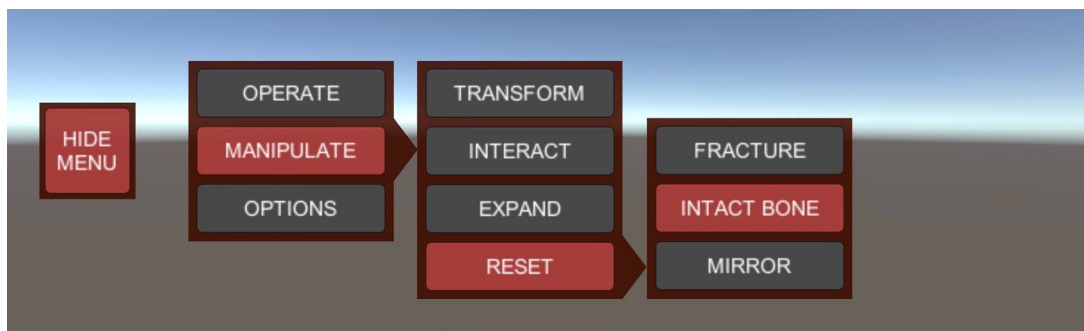 HIDE
MENU
OPERATE
MANIPULATE
OPTIONS
TRANSFORM
INTERACT
EXPAND
RESET
FRACTURE
INTACT BONE
MIRROR